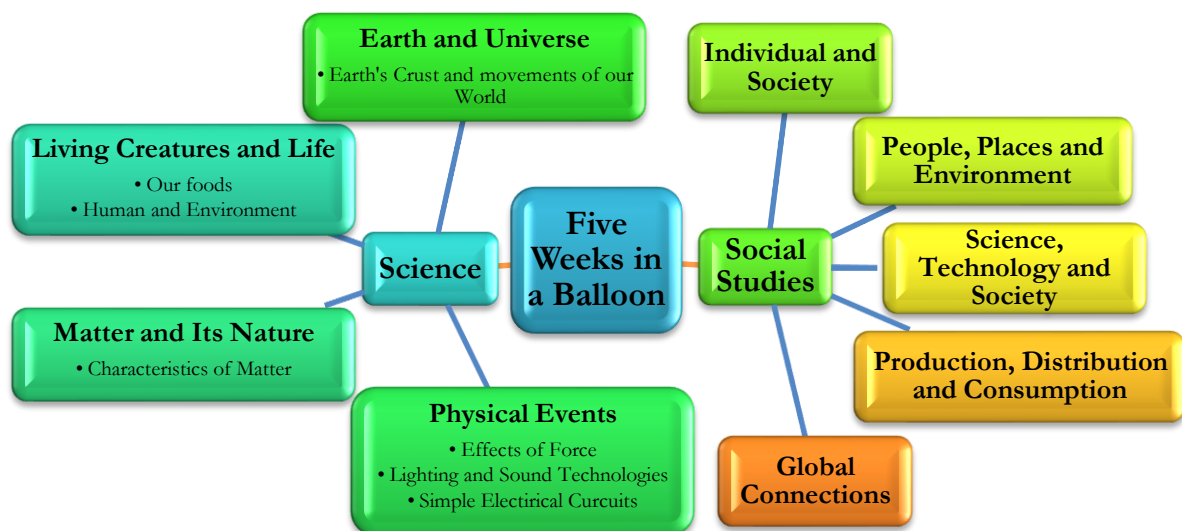 Earth and Universe
• Earth's Crust and movements of our
World
Living Creatures and Life
• Our foods
• Human and Environment
Science
Matter and Its Nature
• Characteristics of Matter
Physical Events
• Effects of Force
• Lighting and Sound Technologies
• Simple Electirical Curcuits
Five
Weeks in
a Balloon
Social
Studies
Individual and
Society
People, Places and
Environment
Science,
Technology and
Society
Production, Distribution
and Consumption
Global
Connections